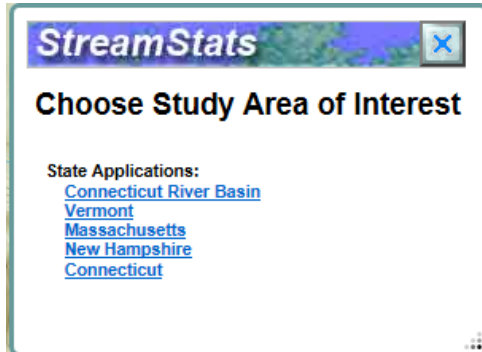 StreamStats
Choose Study Area of Interest
State Applications:
Connecticut River Basin
Vermont
Massachusetts
New Hampshire
Connecticut